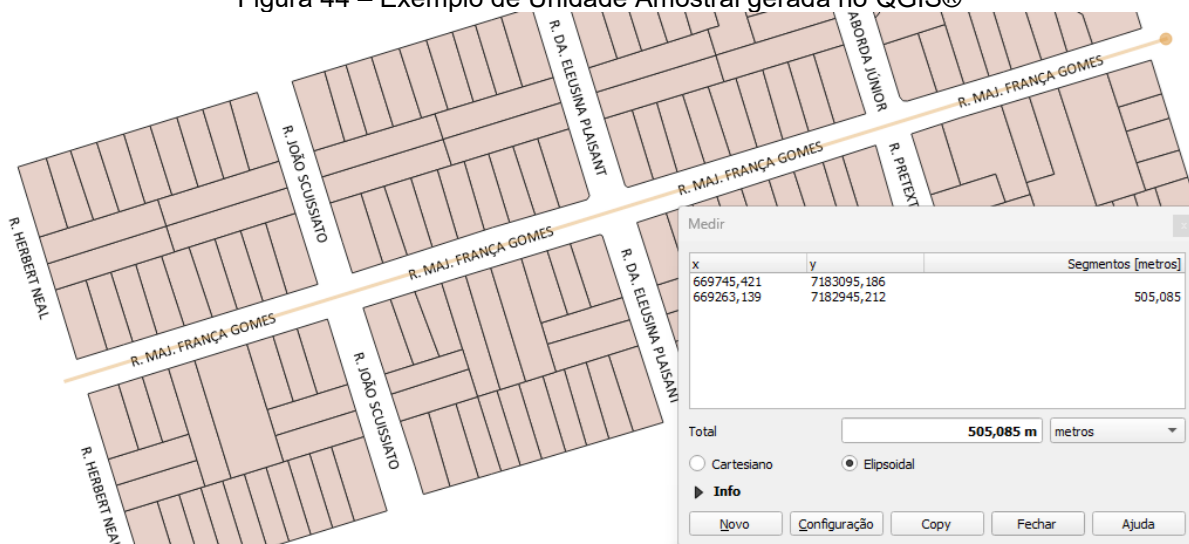 Figura 44 – Exemplo de Unidade Amostral gerada no QGIS®
R. DA. ELEUSINA PLAISANT
ABORDA JÚNIOR
R. MAJ. FRANÇA GOMES
R. JOÃO SCUISSIATO
R. MAJ. FRANÇA GOMES
R. PRETEXT
R. HERBERT NEAL
R. MAJ. FRANÇA GOMES
R. DA. ELEUSINA PLAISANT
R. MAJ. FRANÇA GOMES
R. JOÃO SCUISSIATO
R. HERBERT NEAL
Medir
x
x y Segmentos [metros]
669745,421 7183095,186
669263,139 7182945,212 505,085
Total 505,085 m metros
Cartesiano Elipsoidal
Info
Novo Configuração Copy Fechar Ajuda